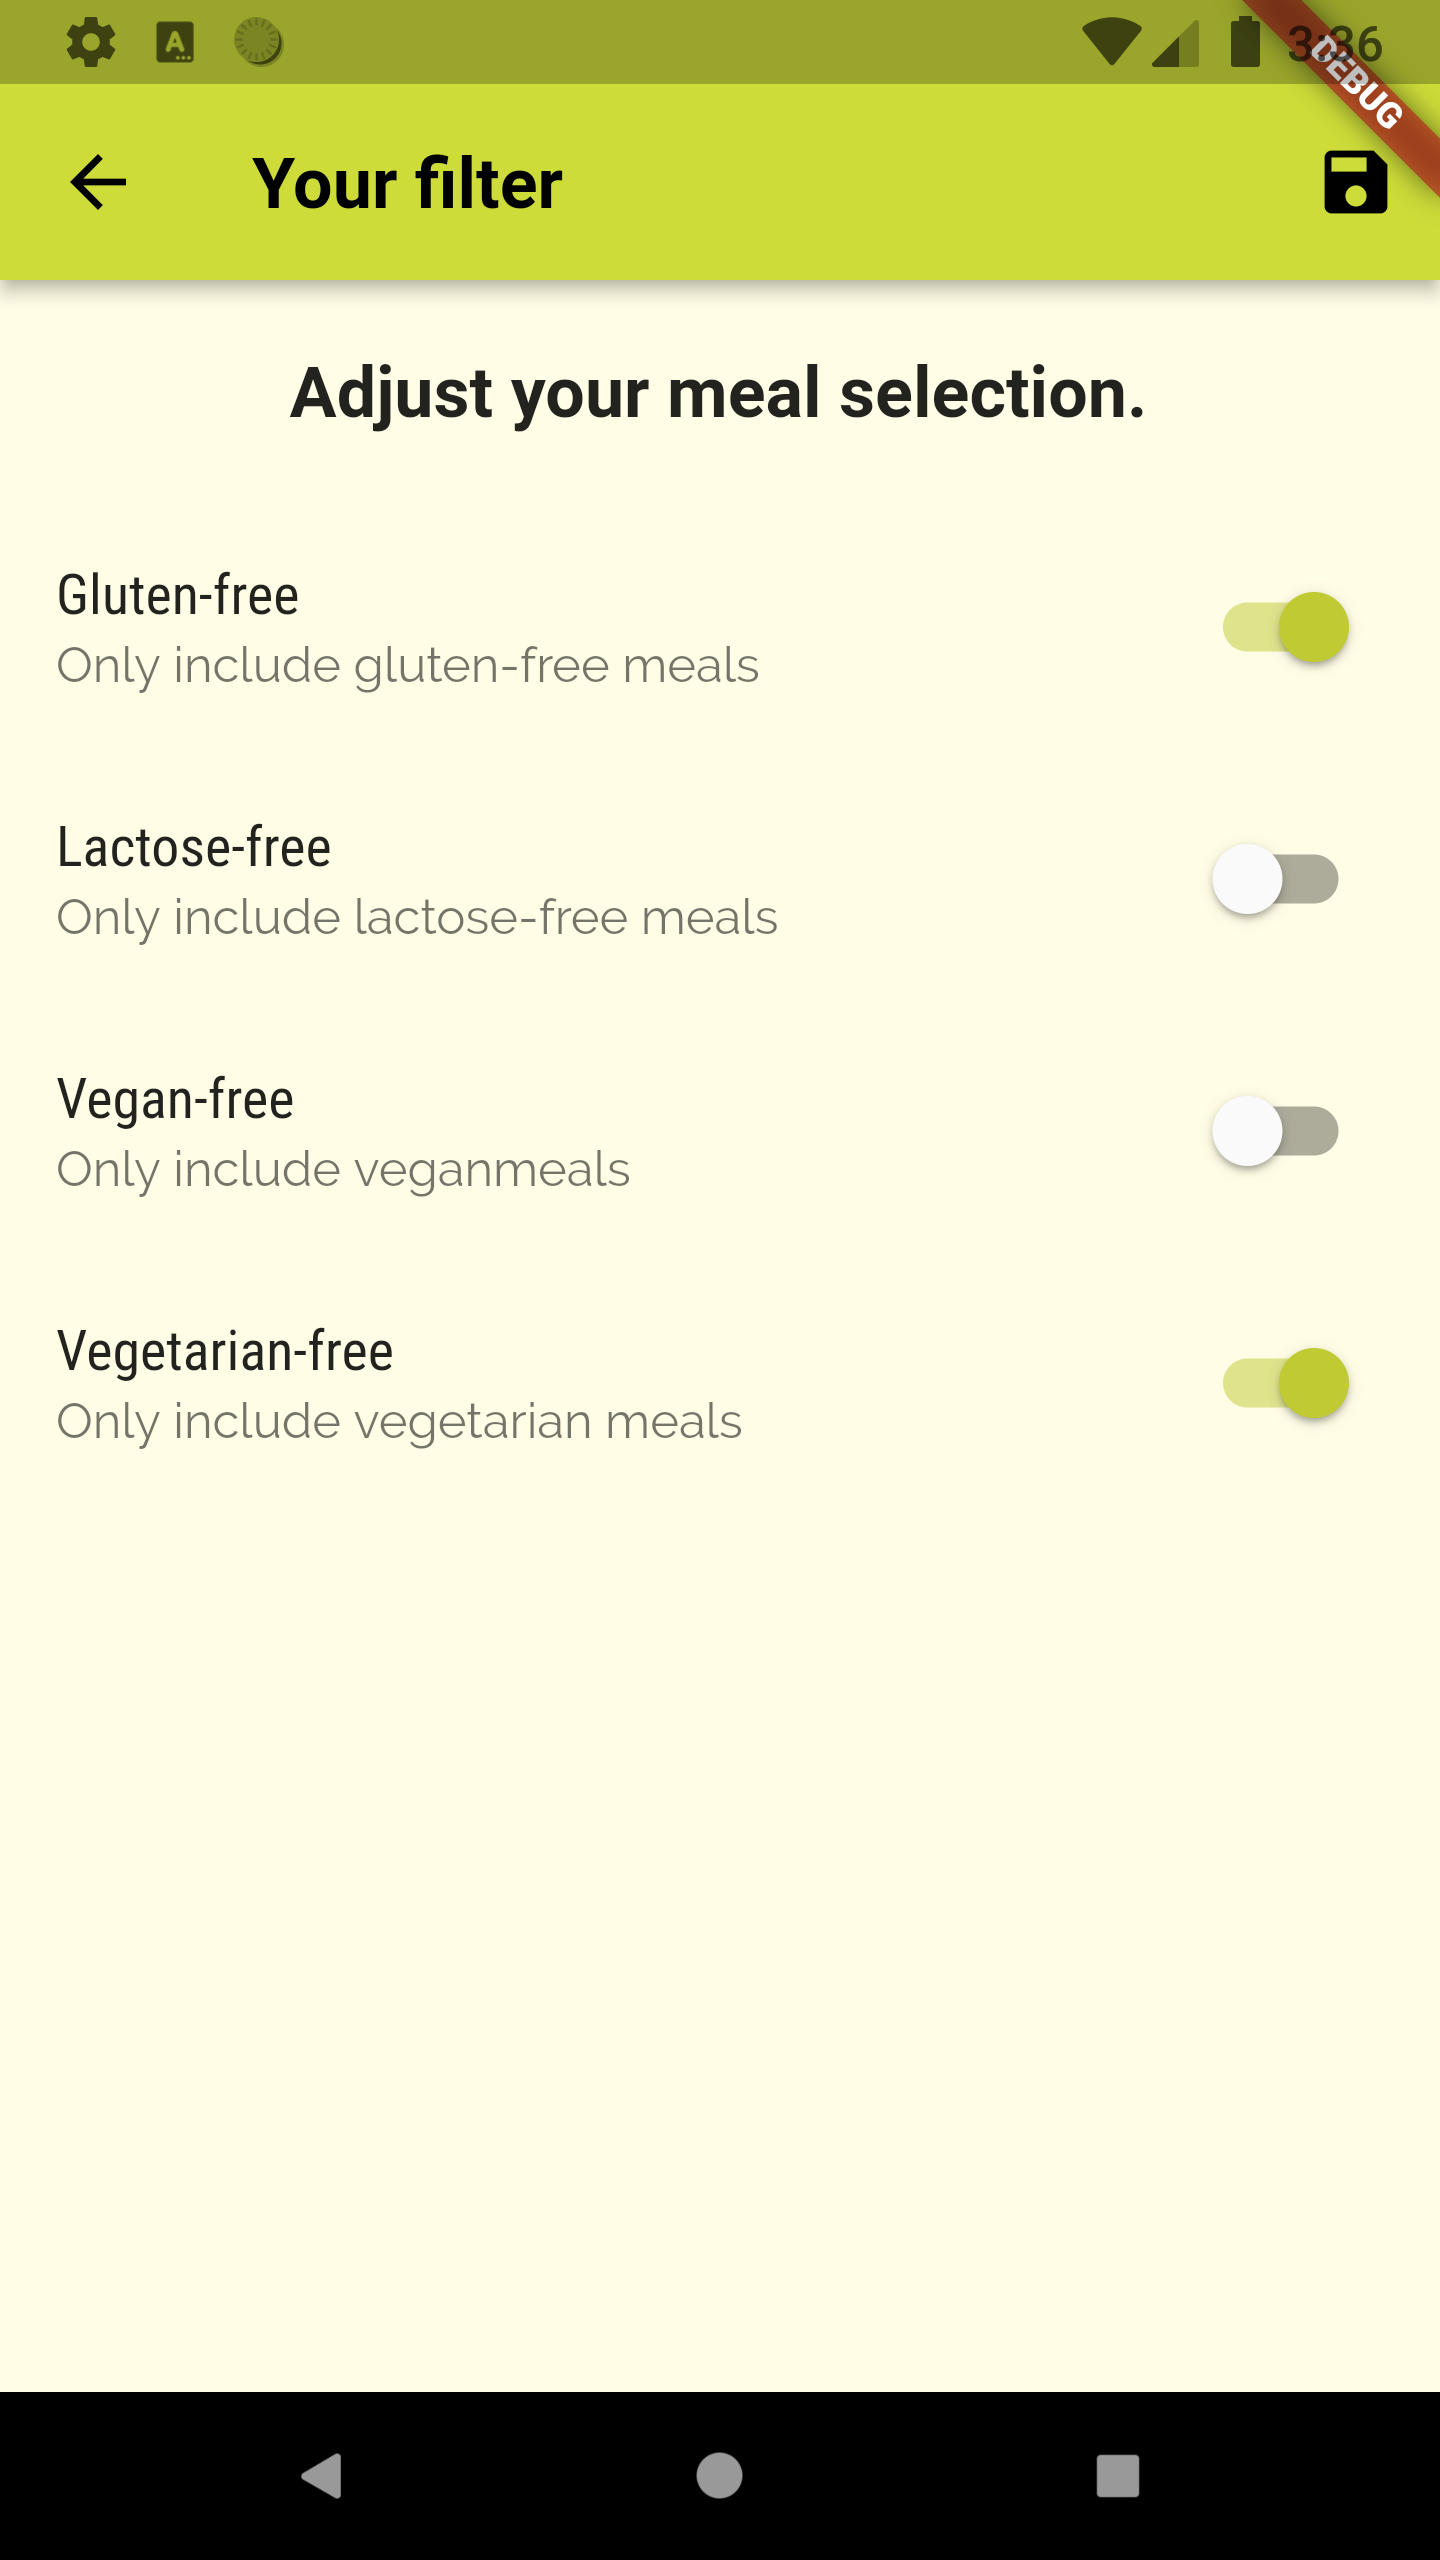 3:36
DEBUG
Your filter
Adjust your meal selection.
Gluten-free
Only include gluten-free meals
Lactose-free
Only include lactose-free meals
Vegan-free
Only include veganmeals
Vegetarian-free
Only include vegetarian meals